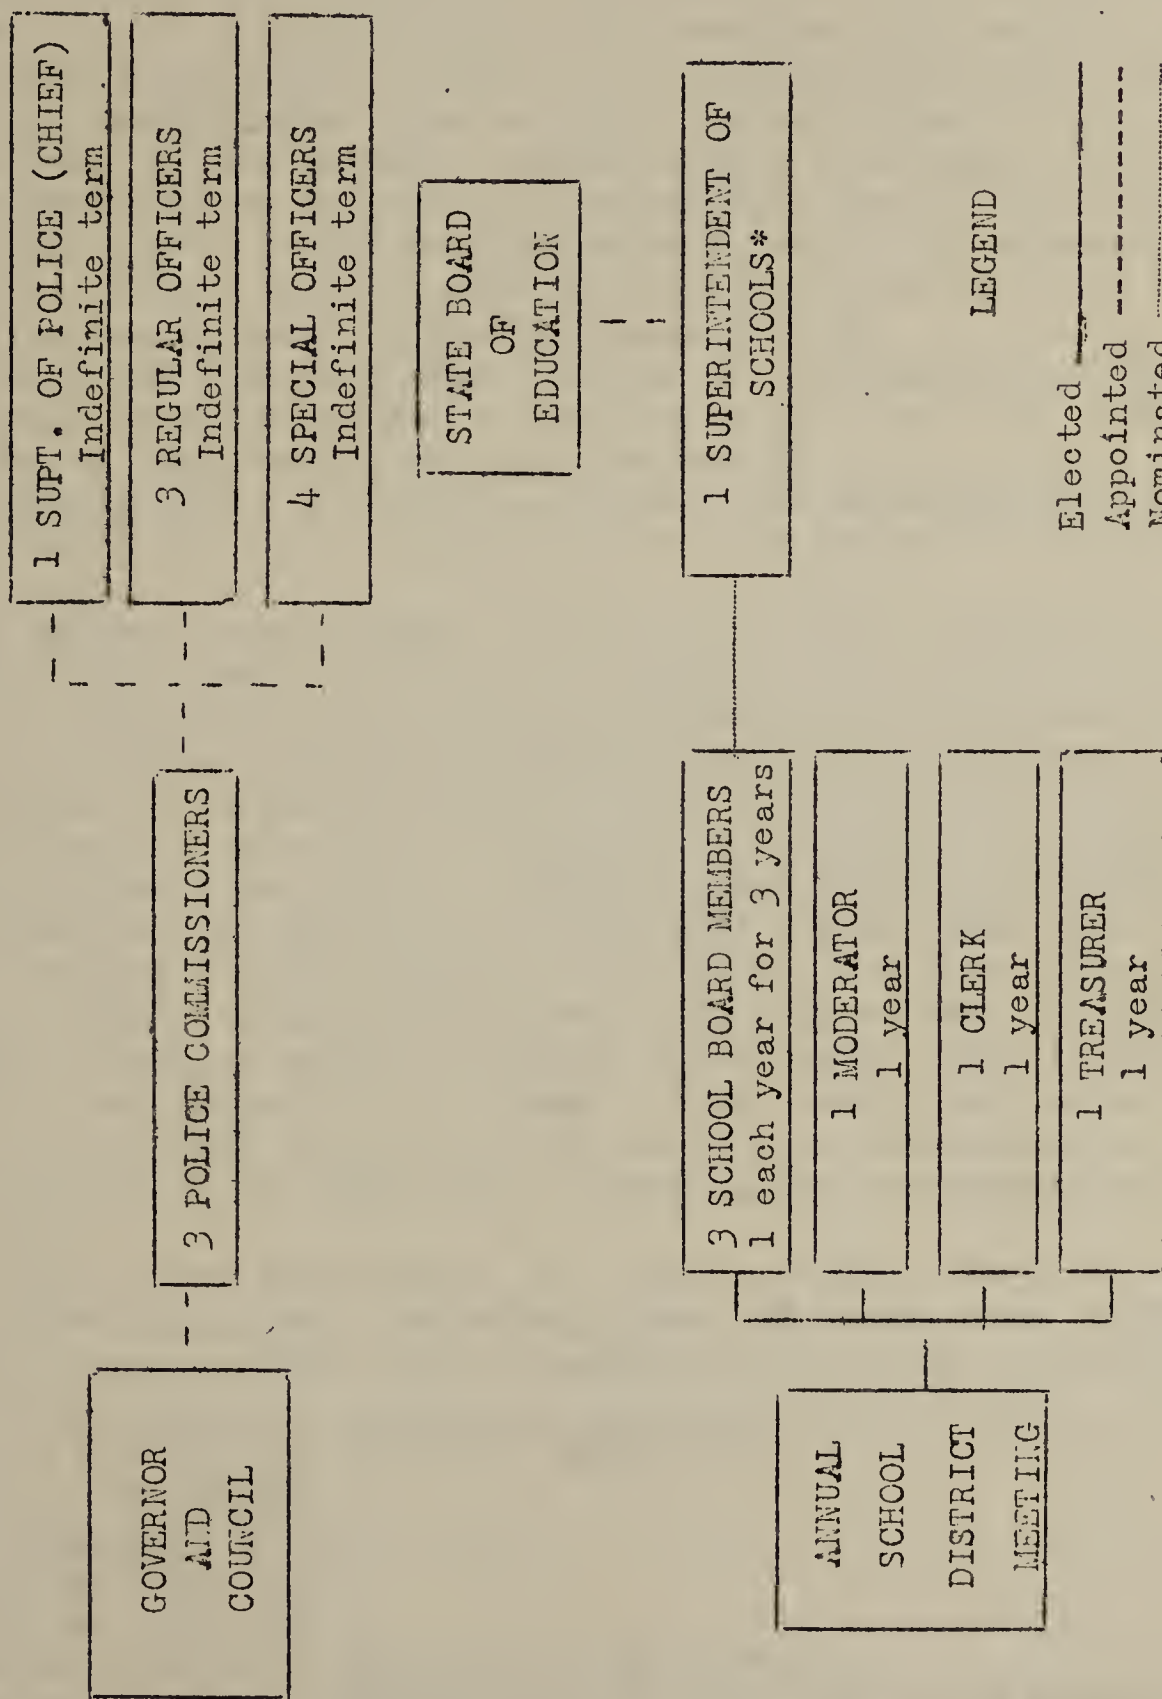 GOVERNOR
AND
COUNCIL
3 POLICE COMMISSIONERS
1 SUPT. OF POLICE (CHIEF)
Indefinite term
3 REGULAR OFFICERS
Indefinite term
4 SPECIAL OFFICERS
Indefinite term
STATE BOARD
OF
EDUCATION
1 SUPERINTENDENT OF
SCHOOLS*
ANNUAL
SCHOOL
DISTRICT
MEETING
3 SCHOOL BOARD MEMBERS
1 each year for 3 years
1 MODERATOR
1 year
1 CLERK
1 year
1 TREASURER
1 year
LEGEND
Elected
Appointed
Nominated